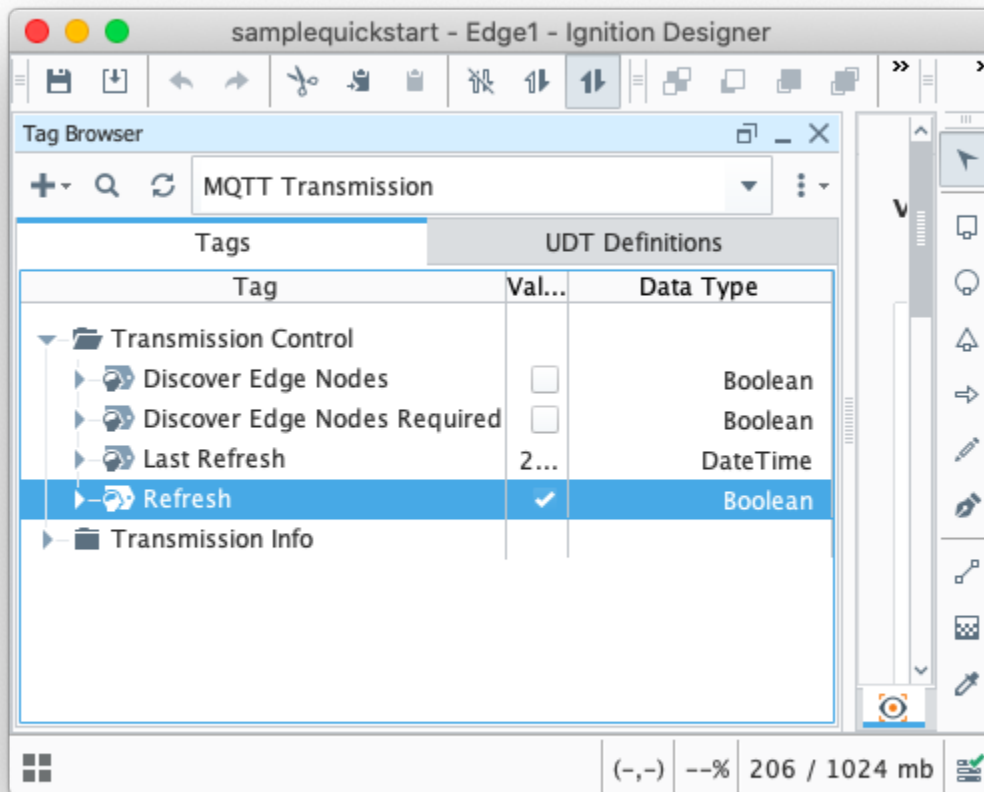 samplequickstart - Edge1 - Ignition Designer
»
Tag Browser
MQTT Transmission
Tags UDT Definitions
Tag Val... Data Type
Transmission Control
Discover Edge Nodes Boolean
Discover Edge Nodes Required Boolean
Last Refresh 2... DateTime
Refresh Boolean
Transmission Info
(-,-) --% 206 / 1024 mb